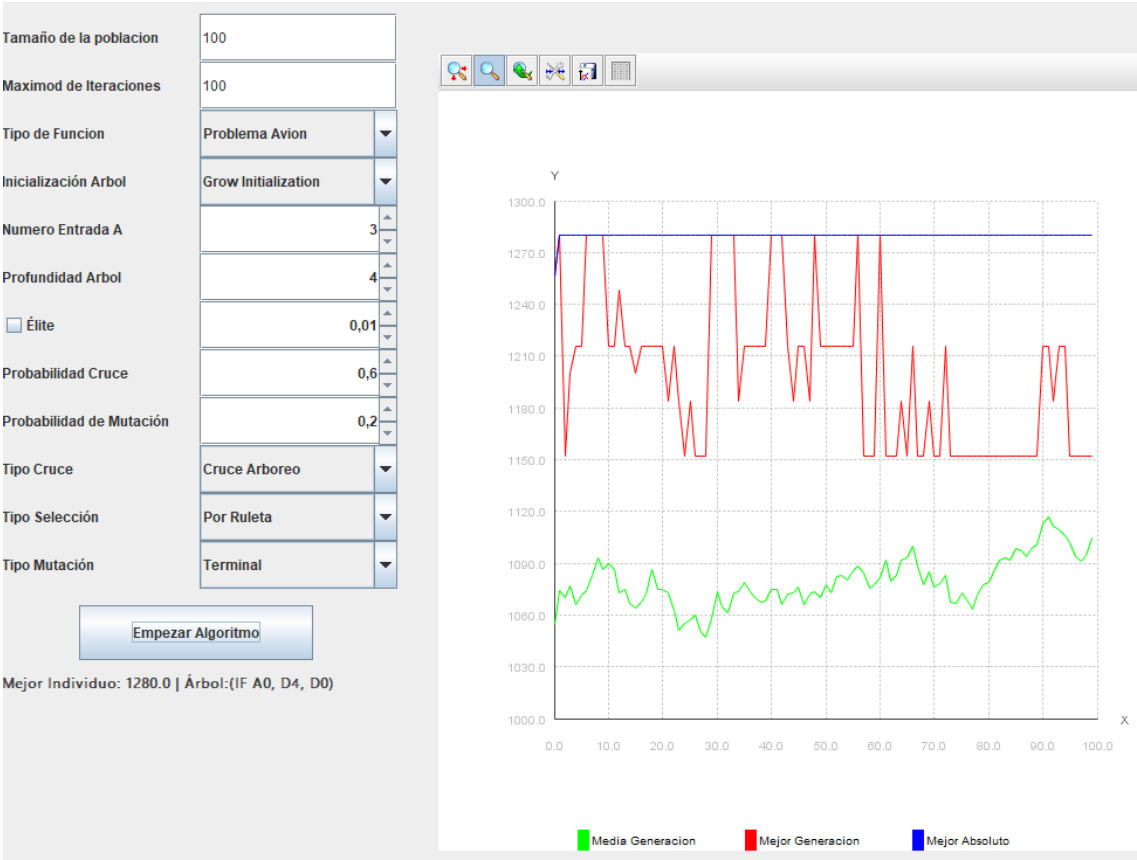 Tamaño de la poblacion 100
Maximod de Iteraciones 100
Tipo de Funcion Problema Avion
Inicialización Arbol Grow Initialization
Numero Entrada A 3
Profundidad Arbol 4
Élite 0,01
Probabilidad Cruce 0,6
Probabilidad de Mutación 0,2
Tipo Cruce Cruce Arboreo
Tipo Selección Por Ruleta
Tipo Mutación Terminal
Empezar Algoritmo
Mejor Individuo: 1280.0 | Árbol:(IF A0, D4, D0)
Y
1300.0
1270.0
1240.0
1210.0
1180.0
1150.0
1120.0
1090.0
1060.0
1030.0
1000.0
X
0.0 10.0 20.0 30.0 40.0 50.0 60.0 70.0 80.0 90.0 100.0
Media Generacion Mejor Generacion Mejor Absoluto